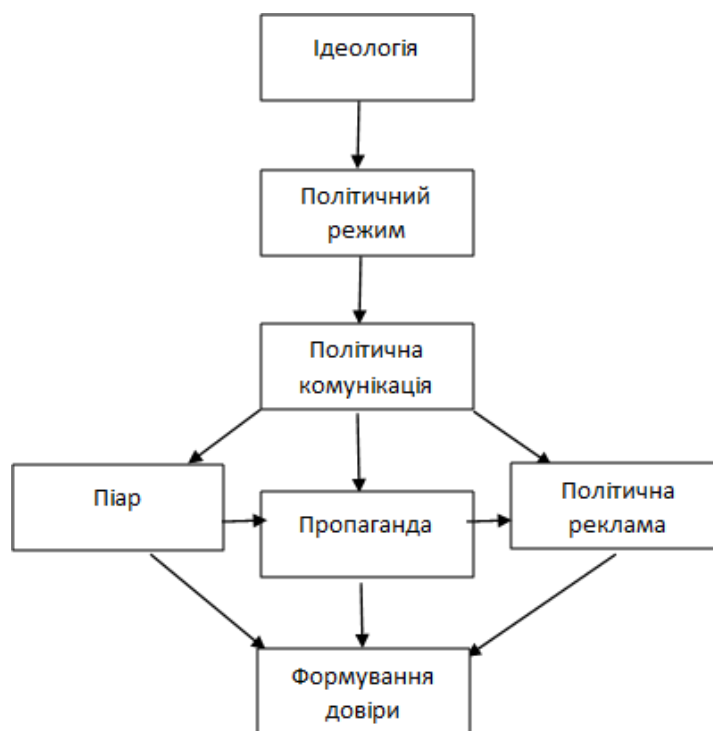 Ідеологія
Політичний
режим
Політична
комунікація
Піар
Пропаганда
Політична
реклама
Формування
довіри